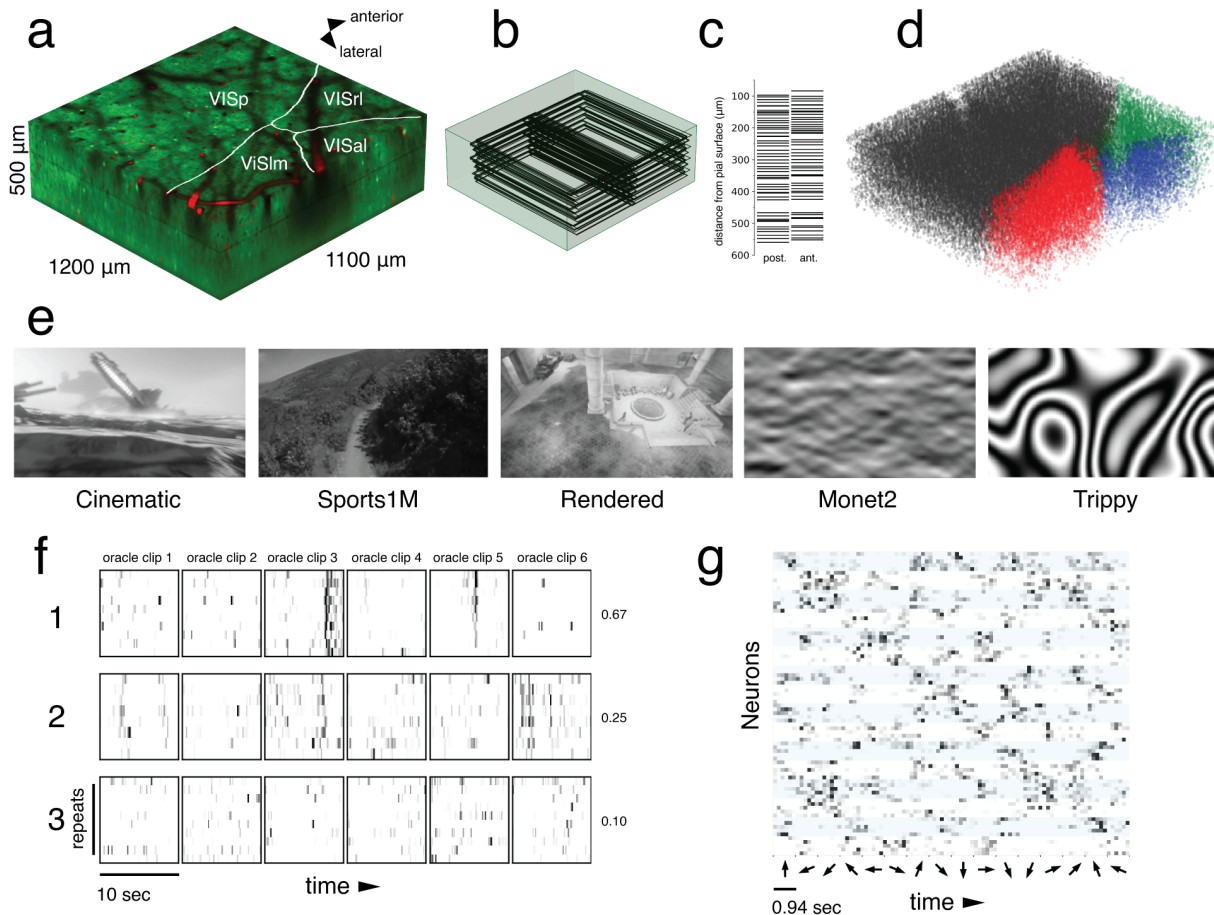 a
anterior
lateral
VISp
VISrl
ViSlm
VISal
500 µm
1200 µm
1100 µm
b
c
distance from pial surface (µm)
100
200
300
400
500
600
post.
ant.
d
e
Cinematic
Sports1M
Rendered
Monet2
Trippy
f
oracle clip 1
oracle clip 2
oracle clip 3
oracle clip 4
oracle clip 5
oracle clip 6
1
0.67
2
0.25
3
repeats
0.10
10 sec
time
g
Neurons
0.94 sec
time